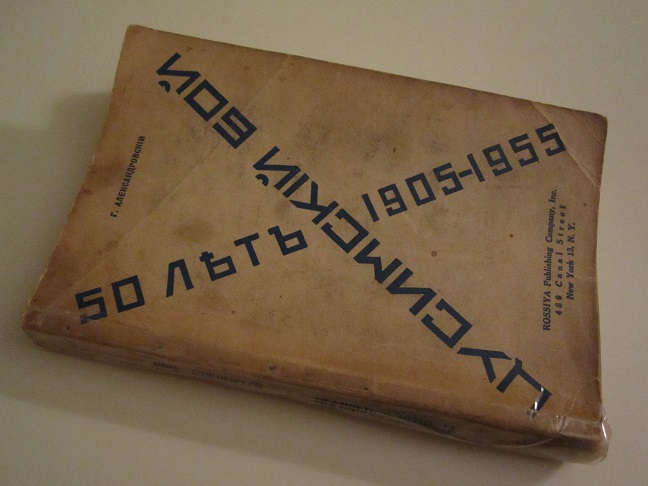 Г. АЛЕКСАНДРОВСКІЙ
ЦУСИМСКІЙ БОЙ
50 ЛѢТЪ 1905-1955
ROSSIYA Publishing Company, Inc.
480 Canal Street
New York 13, N. Y.